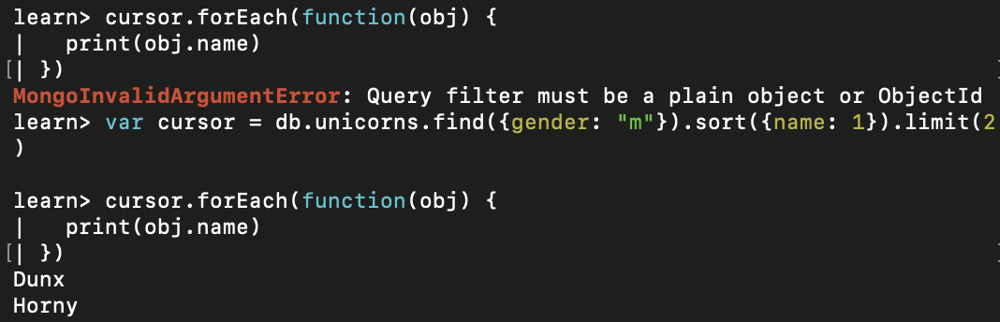 learn> cursor.forEach(function(obj) {
|   print(obj.name)
[| })
MongoInvalidArgumentError: Query filter must be a plain object or ObjectId
learn> var cursor = db.unicorns.find({gender: "m"}).sort({name: 1}).limit(2
)
learn> cursor.forEach(function(obj) {
|   print(obj.name)
[| })
Dunx
Horny